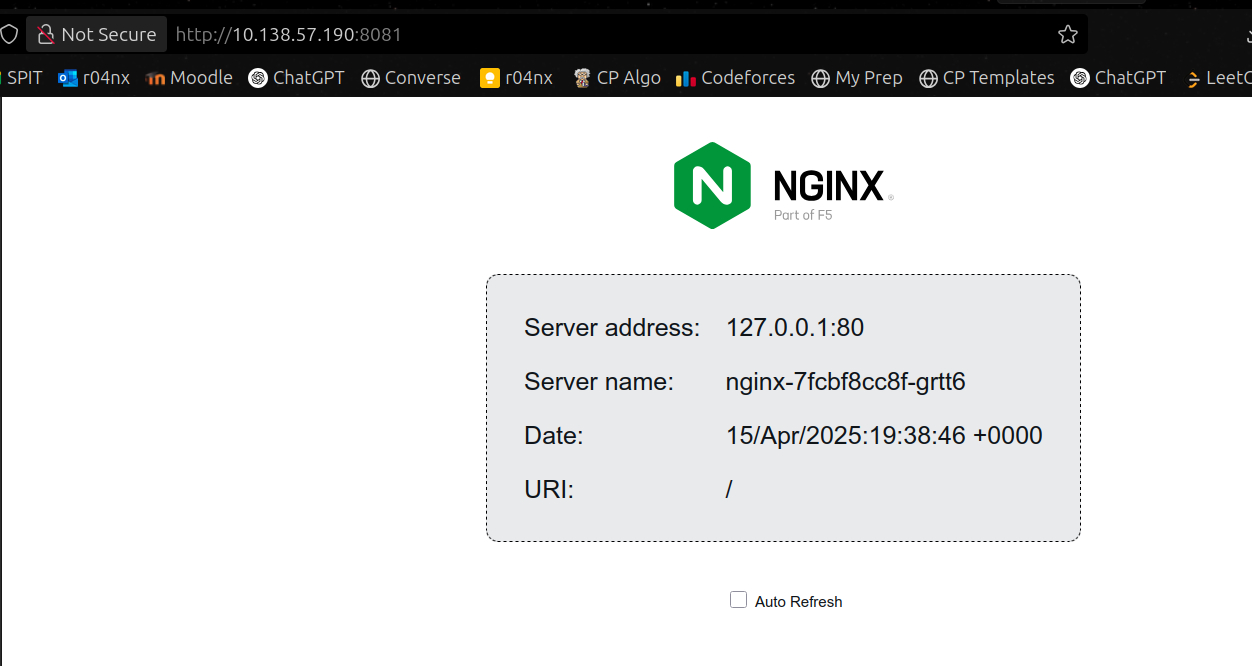 Not Secure http://10.138.57.190:8081
SPIT r04nx Moodle ChatGPT Converse r04nx CP Algo Codeforces My Prep CP Templates ChatGPT
NGINX ®
Part of F5
Server address: 127.0.0.1:80
Server name: nginx-7fcbf8cc8f-grtt6
Date: 15/Apr/2025:19:38:46 +0000
URI: /
Auto Refresh